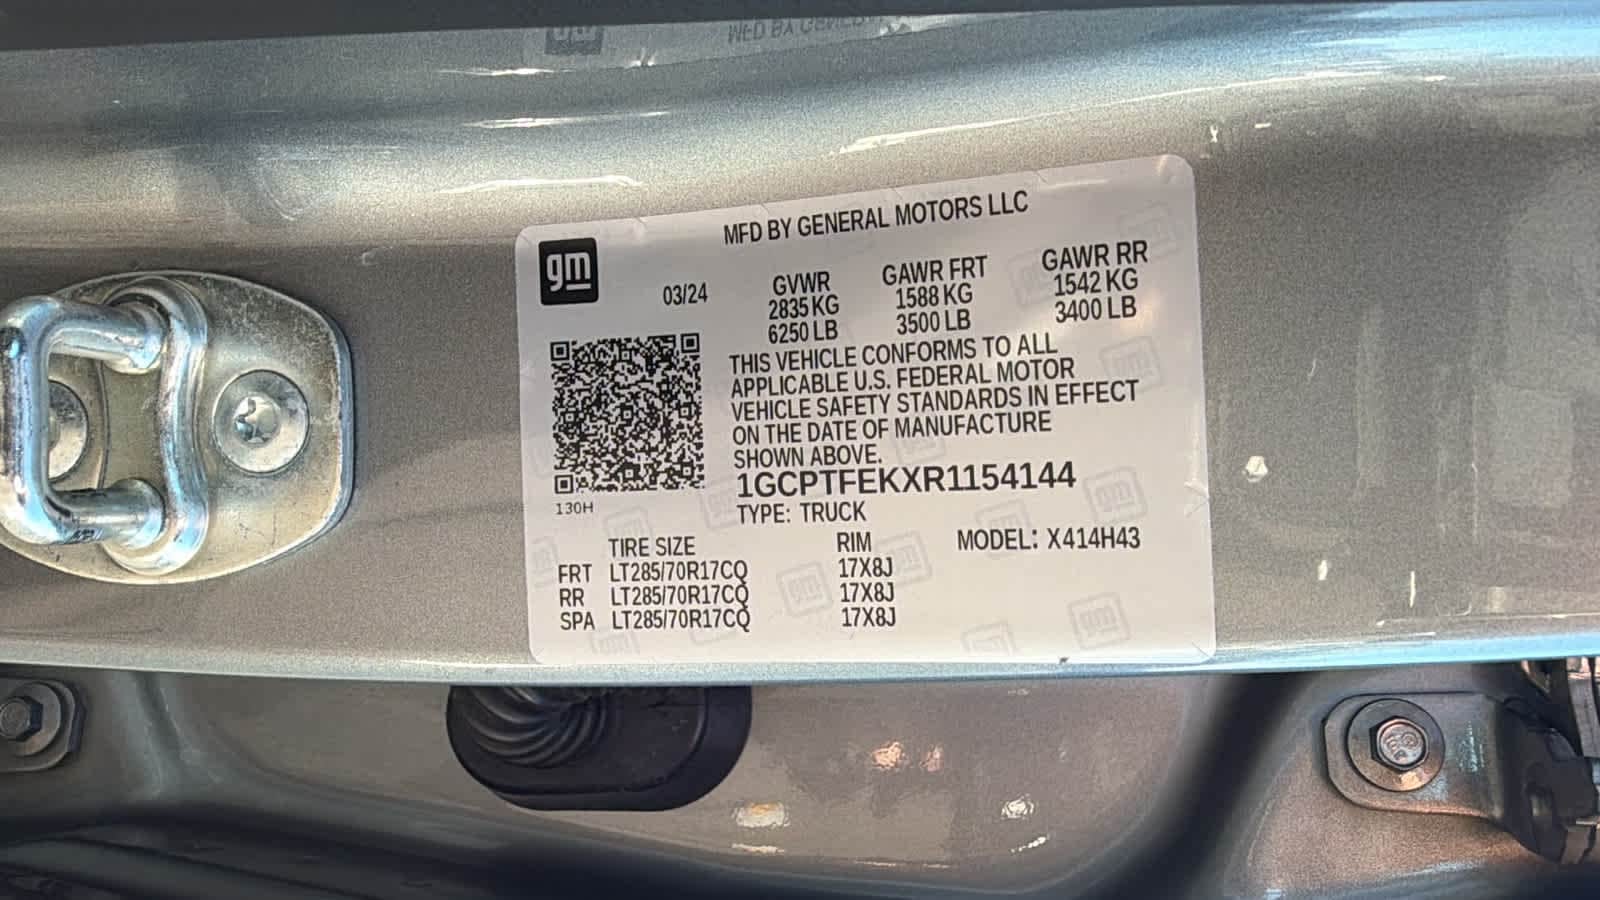 MFD BY GENERAL MOTORS LLC
gm
03/24
GVWR
2835 KG
6250 LB
GAWR FRT
1588 KG
3500 LB
GAWR RR
1542 KG
3400 LB
THIS VEHICLE CONFORMS TO ALL
APPLICABLE U.S. FEDERAL MOTOR
VEHICLE SAFETY STANDARDS IN EFFECT
ON THE DATE OF MANUFACTURE
SHOWN ABOVE.
130H
1GCPTFEKXR1154144
TYPE: TRUCK
MODEL: X414H43
TIRE SIZE RIM
FRT LT285/70R17CQ 17X8J
RR LT285/70R17CQ 17X8J
SPA LT285/70R17CQ 17X8J